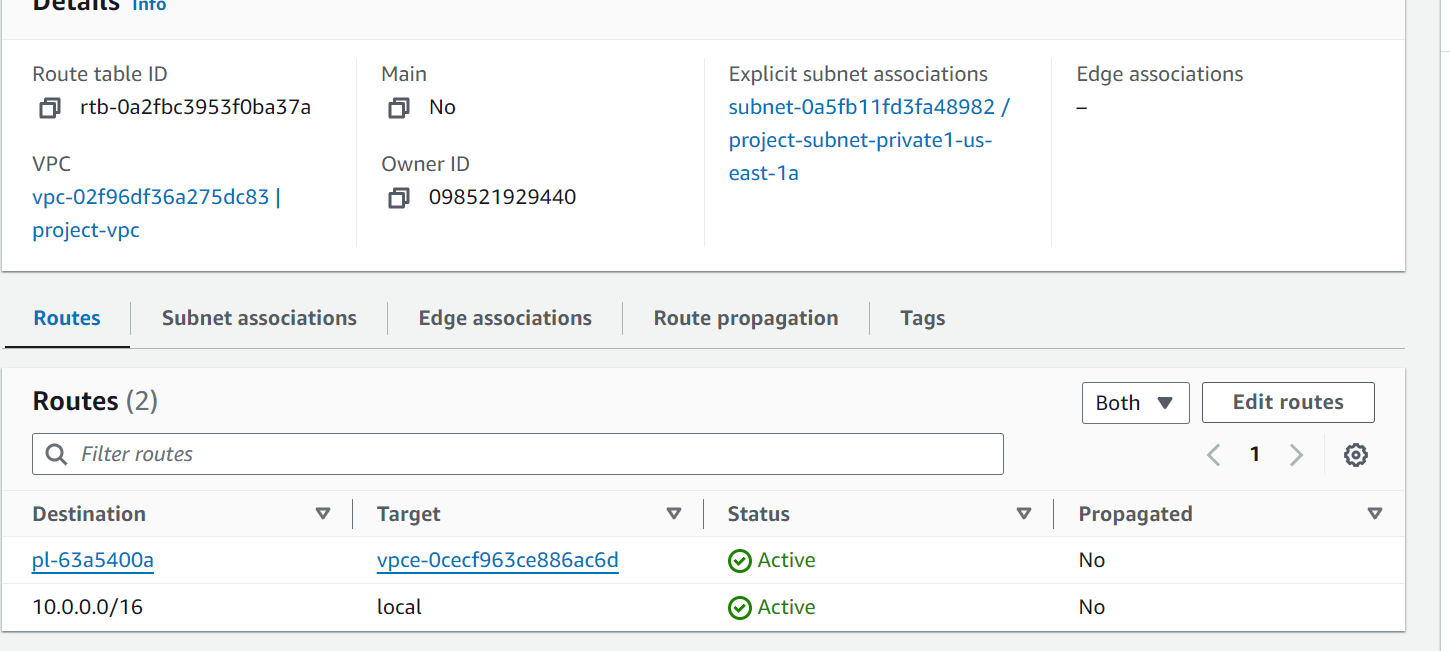 Details Info
Route table ID
rtb-0a2fbc3953f0ba37a
Main
No
Explicit subnet associations
subnet-0a5fb11fd3fa48982 /
project-subnet-private1-us-
east-1a
Edge associations
–
VPC
vpc-02f96df36a275dc83 |
project-vpc
Owner ID
098521929440
Routes
Subnet associations
Edge associations
Route propagation
Tags
Routes (2)
Both
Edit routes
Filter routes
1
Destination
Target
Status
Propagated
pl-63a5400a
vpce-0cecf963ce886ac6d
Active
No
10.0.0.0/16
local
Active
No